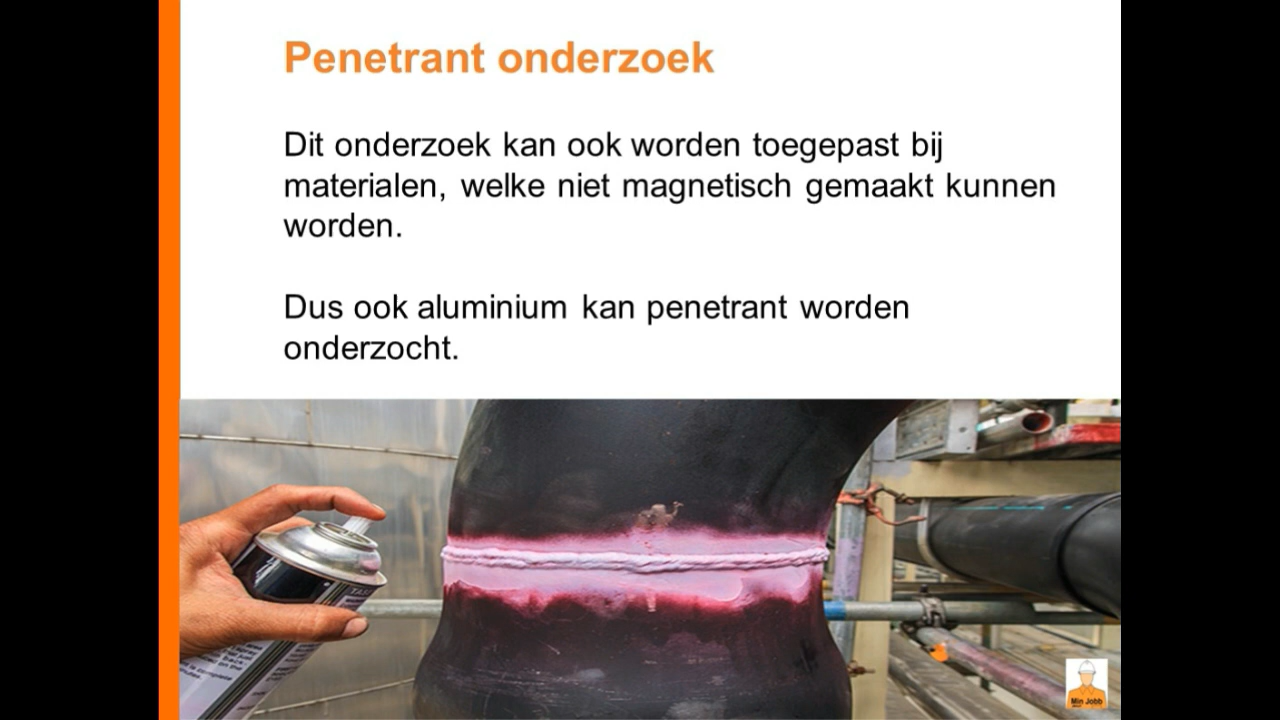 Penetrant onderzoek
Dit onderzoek kan ook worden toegepast bij
materialen, welke niet magnetisch gemaakt kunnen
worden.
Dus ook aluminium kan penetrant worden
onderzocht.
Min Jobb